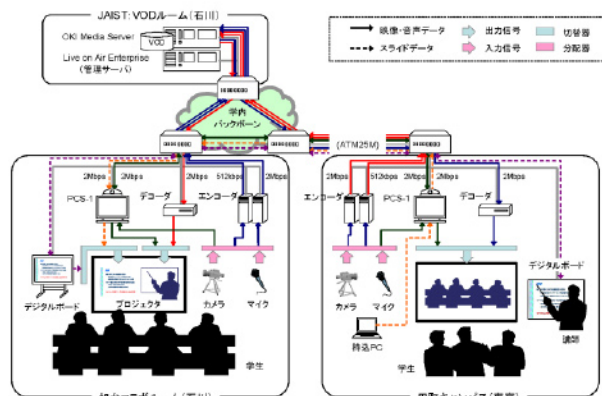 JAIST: VODルーム(石川)
OKI Media Server
VOD
Live on Air Enterprise
(管理サーバ)
映像・音声データ
スライドデータ
出力信号
入力信号
切替器
分配器
学内
バックボーン
(ATM25M)
2Mbps
2Mbps
2Mbps
512kbps
2Mbps
PCS-1
デコーダ
エンコーダ
デジタルボード
プロジェクタ
カメラ
マイク
学生
2Mbps
512kbps
2Mbps
2Mbps
エンコーダ
PCS-1
デコーダ
カメラ
マイク
持込PC
デジタルボード
講師
学生